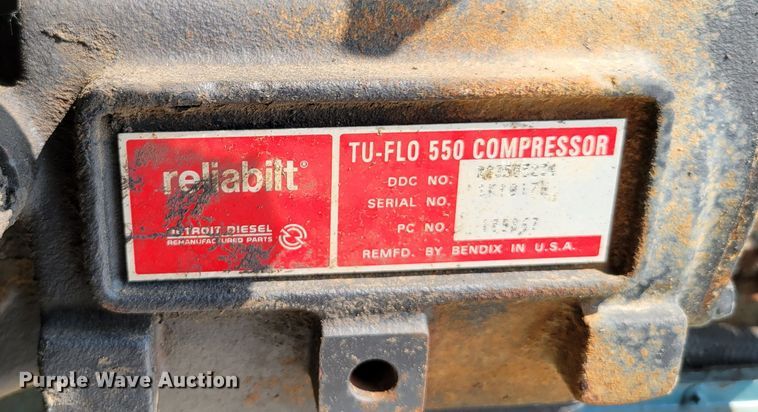 reliabilt®
DETROIT DIESEL
REMANUFACTURED PARTS
TU-FLO 550 COMPRESSOR
DDC NO.
SERIAL NO.
PC NO.
REMFD. BY BENDIX IN U.S.A.
Purple Wave Auction